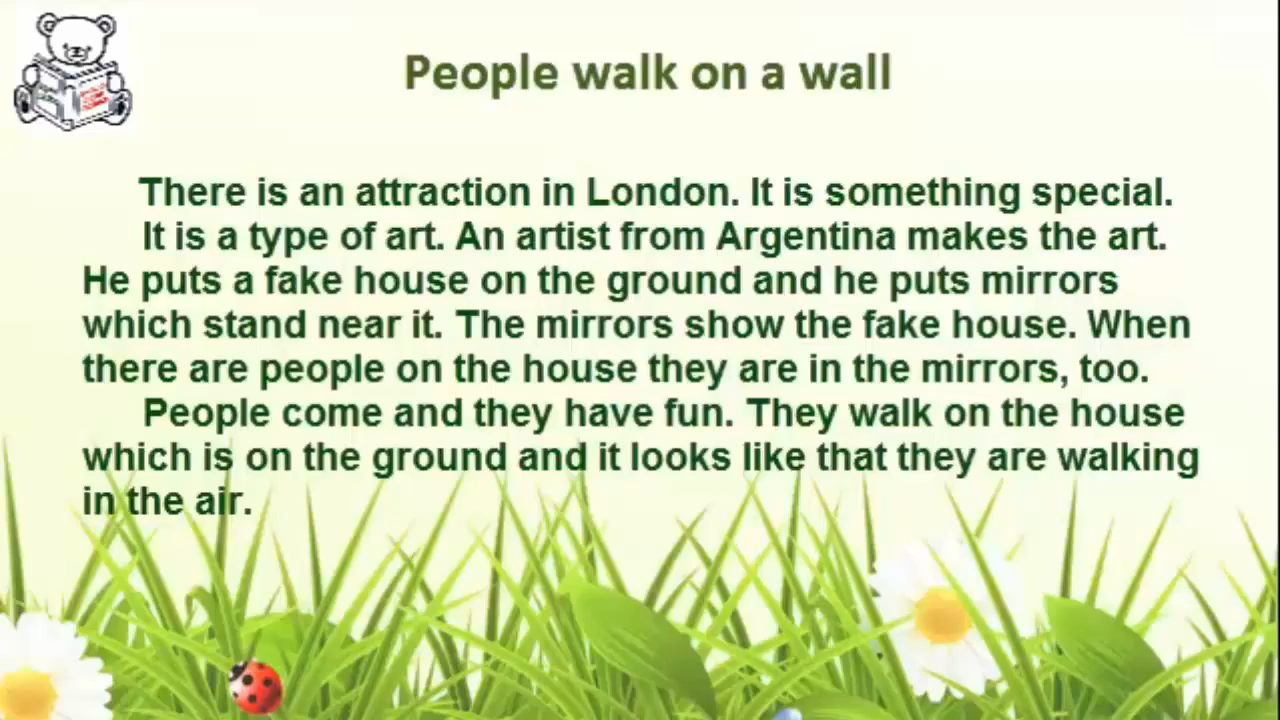 People walk on a wall
There is an attraction in London. It is something special.
It is a type of art. An artist from Argentina makes the art.
He puts a fake house on the ground and he puts mirrors
which stand near it. The mirrors show the fake house. When
there are people on the house they are in the mirrors, too.
People come and they have fun. They walk on the house
which is on the ground and it looks like that they are walking
in the air.